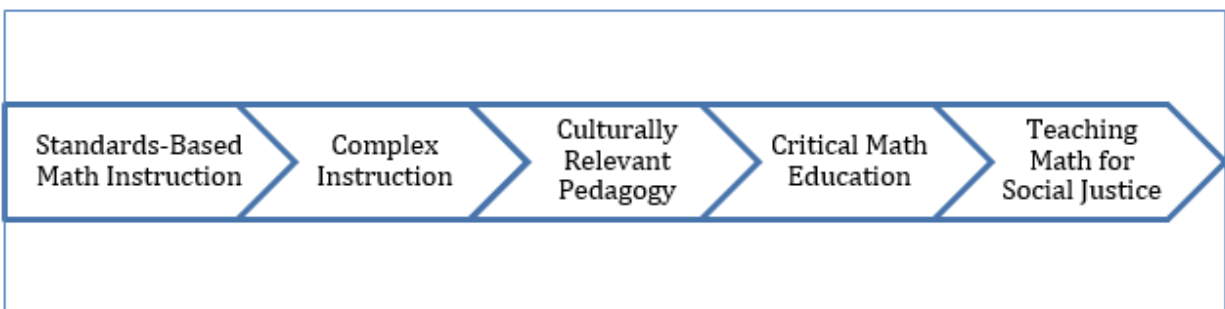 Standards-Based
Math Instruction
Complex
Instruction
Culturally
Relevant
Pedagogy
Critical Math
Education
Teaching
Math for
Social Justice